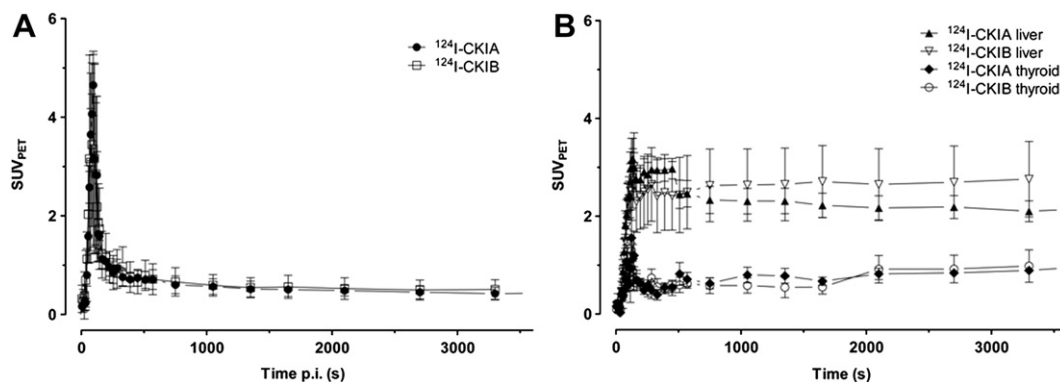 A
6
4
2
0
SUVPET
0
1000
2000
3000
Time p.i. (s)
¹²⁴I-CKIA
¹²⁴I-CKIB
B
6
4
2
0
SUVPET
0
1000
2000
3000
Time (s)
¹²⁴I-CKIA liver
¹²⁴I-CKIB liver
¹²⁴I-CKIA thyroid
¹²⁴I-CKIB thyroid